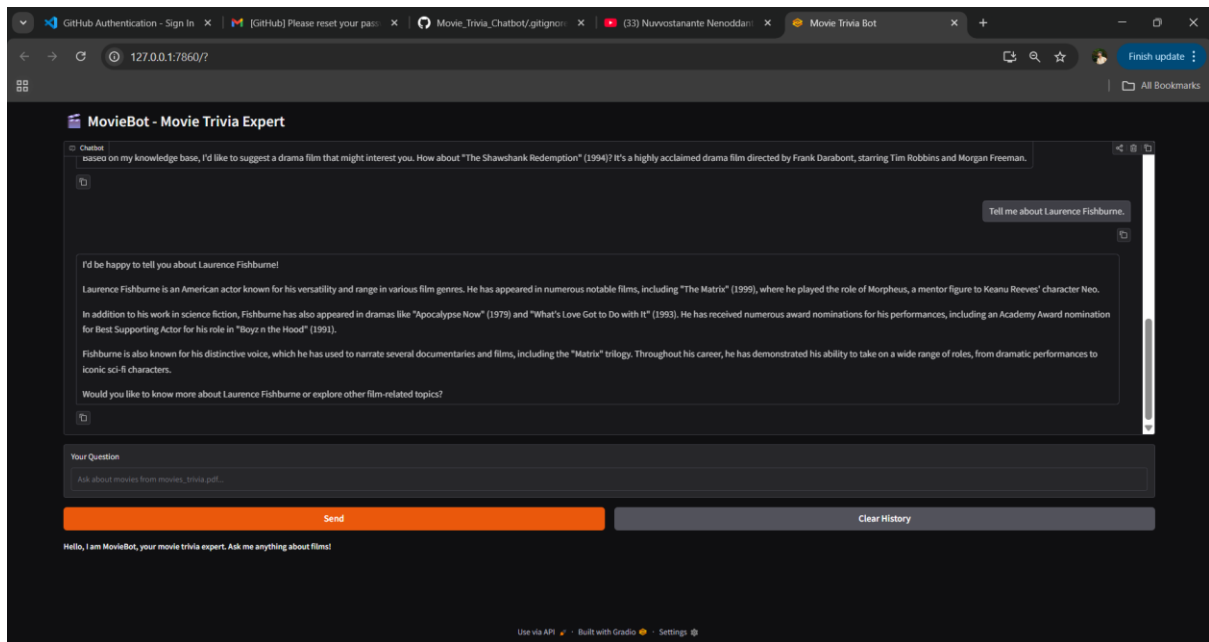 GitHub Authentication - Sign In
[GitHub] Please reset your pass
Movie_Trivia_Chatbot/.gitignor
(33) Nuvvostanante Nenoddant
Movie Trivia Bot
127.0.0.1:7860/?
Finish update
All Bookmarks
MovieBot - Movie Trivia Expert
Chatbot
Based on my knowledge base, I'd like to suggest a drama film that might interest you. How about "The Shawshank Redemption" (1994)? It's a highly acclaimed drama film directed by Frank Darabont, starring Tim Robbins and Morgan Freeman.
Tell me about Laurence Fishburne.
I'd be happy to tell you about Laurence Fishburne!
Laurence Fishburne is an American actor known for his versatility and range in various film genres. He has appeared in numerous notable films, including "The Matrix" (1999), where he played the role of Morpheus, a mentor figure to Keanu Reeves' character Neo.
In addition to his work in science fiction, Fishburne has also appeared in dramas like "Apocalypse Now" (1979) and "What's Love Got to Do with It" (1993). He has received numerous award nominations for his performances, including an Academy Award nomination
for Best Supporting Actor for his role in "Boyz n the Hood" (1991).
Fishburne is also known for his distinctive voice, which he has used to narrate several documentaries and films, including the "Matrix" trilogy. Throughout his career, he has demonstrated his ability to take on a wide range of roles, from dramatic performances to
iconic sci-fi characters.
Would you like to know more about Laurence Fishburne or explore other film-related topics?
Your Question
Ask about movies from movies_trivia.pdf...
Send
Clear History
Hello, I am MovieBot, your movie trivia expert. Ask me anything about films!
Use via API · Built with Gradio · Settings